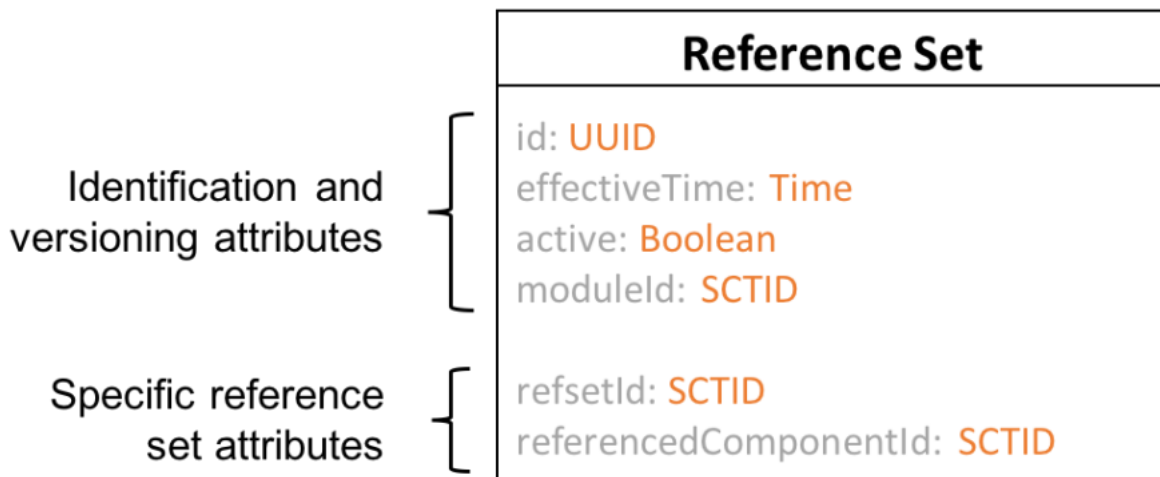 Reference Set
Identification and
versioning attributes
id: UUID
effectiveTime: Time
active: Boolean
moduleId: SCTID
Specific reference
set attributes
refsetId: SCTID
referencedComponentId: SCTID